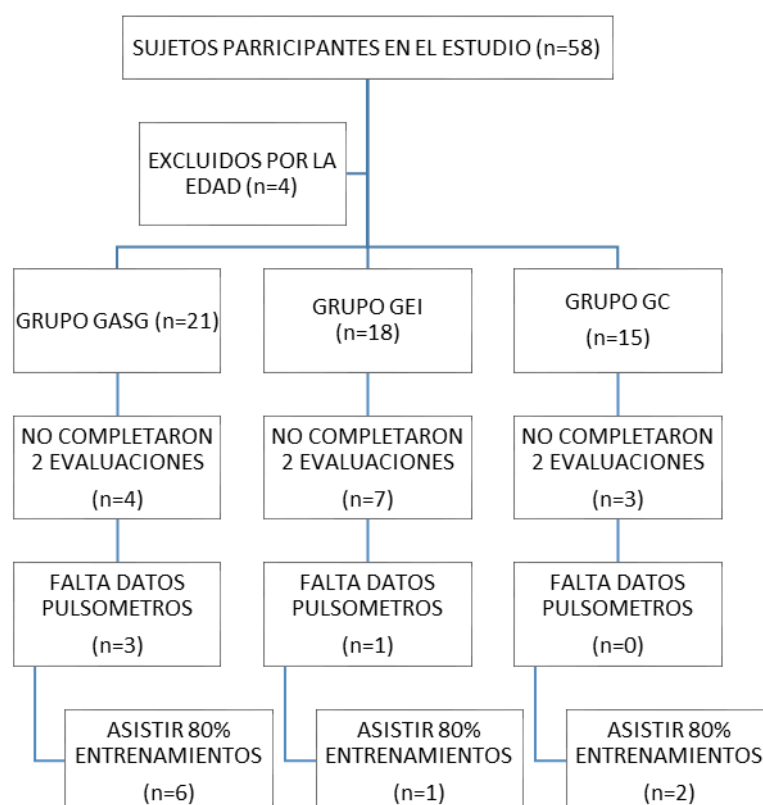 SUJETOS PARRICIPANTES EN EL ESTUDIO (n=58)
EXCLUIDOS POR LA
EDAD (n=4)
GRUPO GASG (n=21)
GRUPO GEI
(n=18)
GRUPO GC
(n=15)
NO COMPLETARON
2 EVALUACIONES
(n=4)
NO COMPLETARON
2 EVALUACIONES
(n=7)
NO COMPLETARON
2 EVALUACIONES
(n=3)
FALTA DATOS
PULSOMETROS
(n=3)
FALTA DATOS
PULSOMETROS
(n=1)
FALTA DATOS
PULSOMETROS
(n=0)
ASISTIR 80%
ENTRENAMIENTOS
(n=6)
ASISTIR 80%
ENTRENAMIENTOS
(n=1)
ASISTIR 80%
ENTRENAMIENTOS
(n=2)